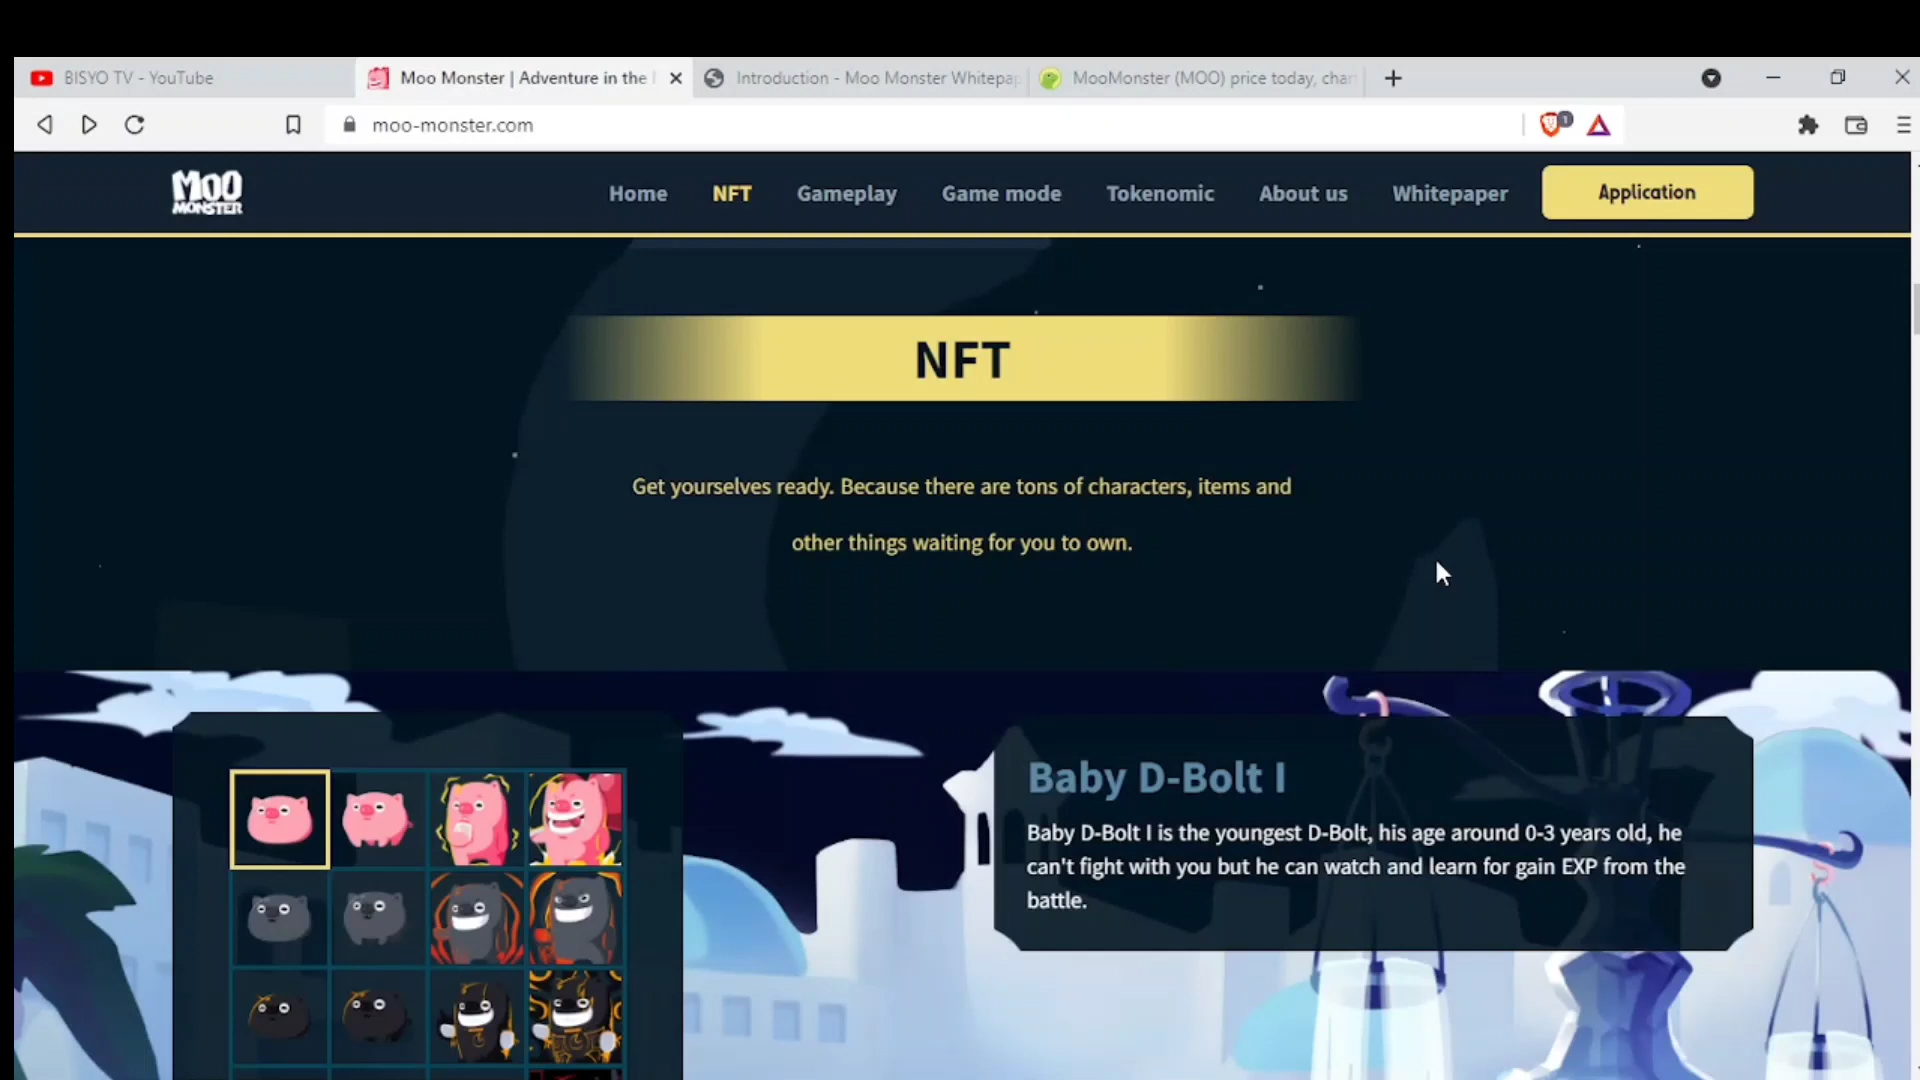 BISYO TV - YouTube
Moo Monster | Adventure in the
Introduction - Moo Monster Whitepap
MooMonster (MOO) price today, char
moo-monster.com
1
MOO
MONSTER
Home
NFT
Gameplay
Game mode
Tokenomic
About us
Whitepaper
Application
NFT
Get yourselves ready. Because there are tons of characters, items and
other things waiting for you to own.
Baby D-Bolt I
Baby D-Bolt I is the youngest D-Bolt, his age around 0-3 years old, he
can't fight with you but he can watch and learn for gain EXP from the
battle.